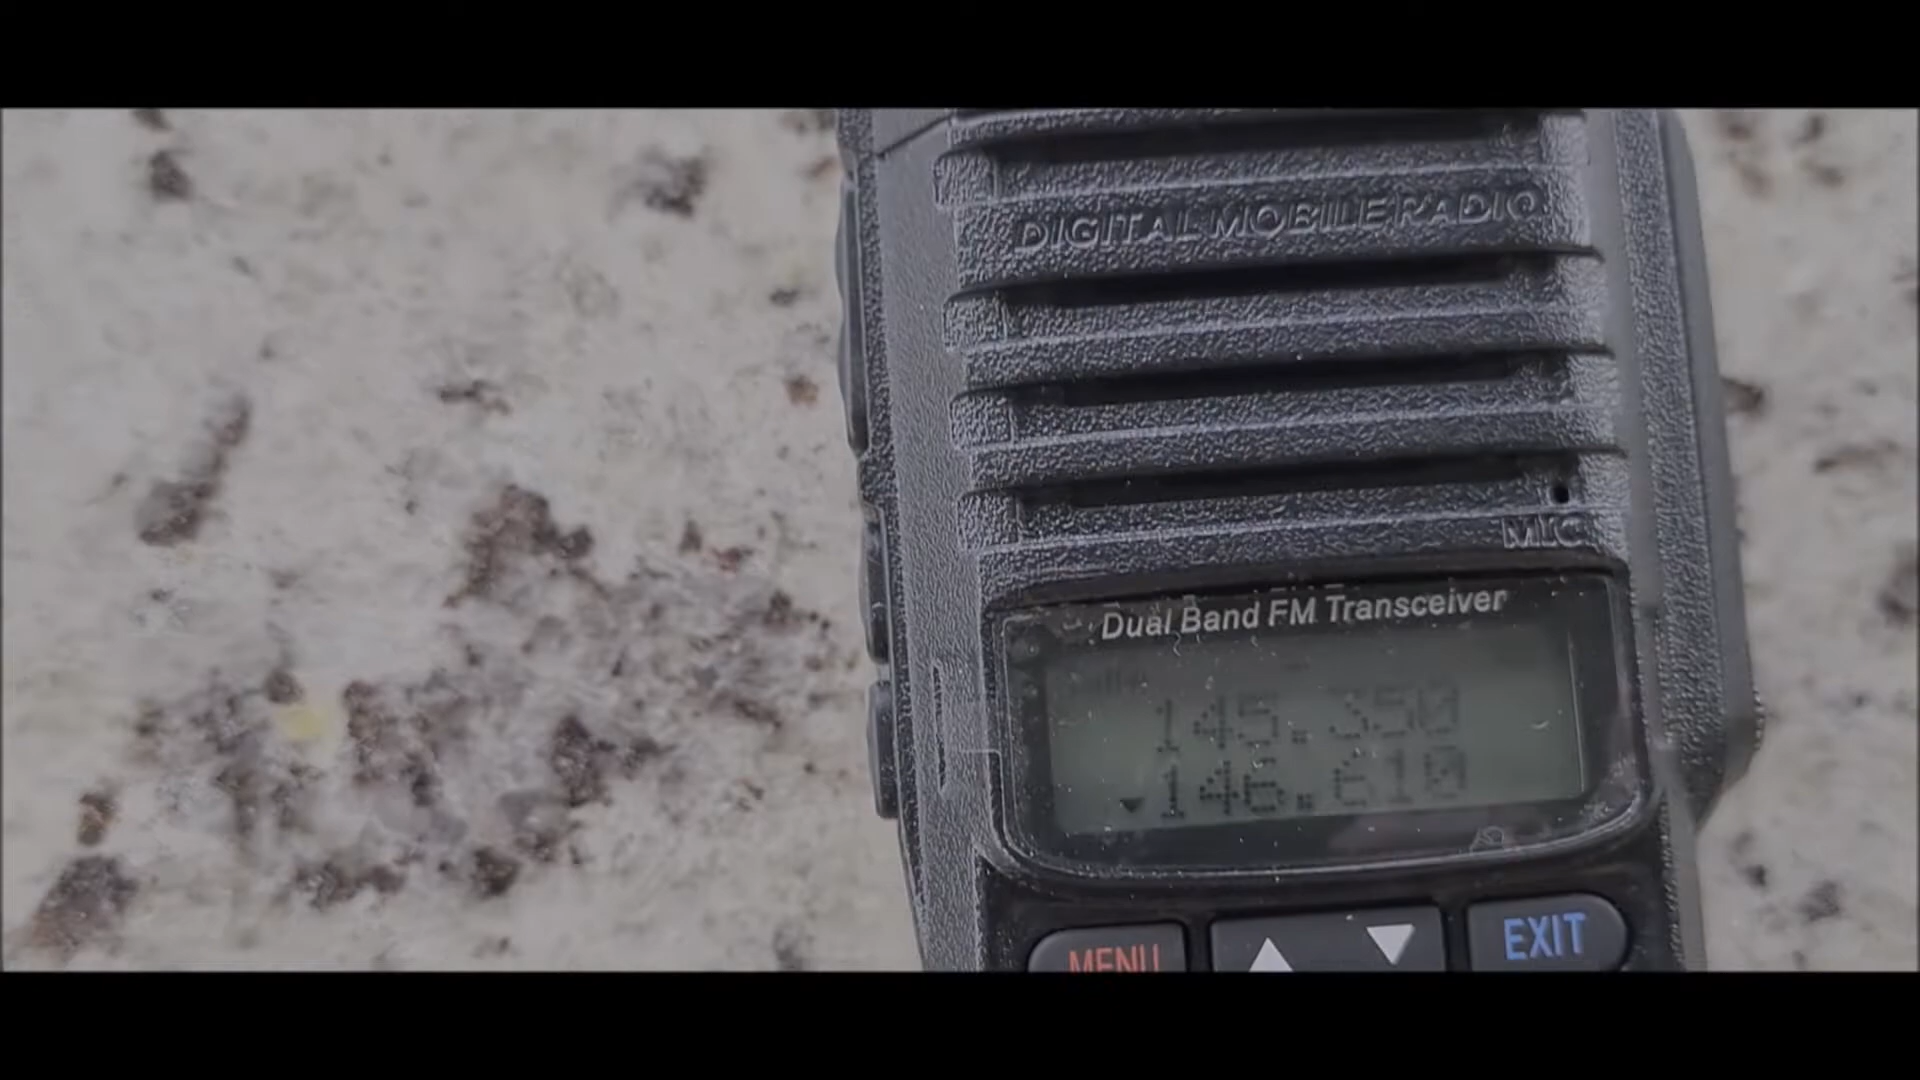 DIGITAL MOBILE RADIO
MIC
Dual Band FM Transceiver
145.350
146.610
MENU
EXIT